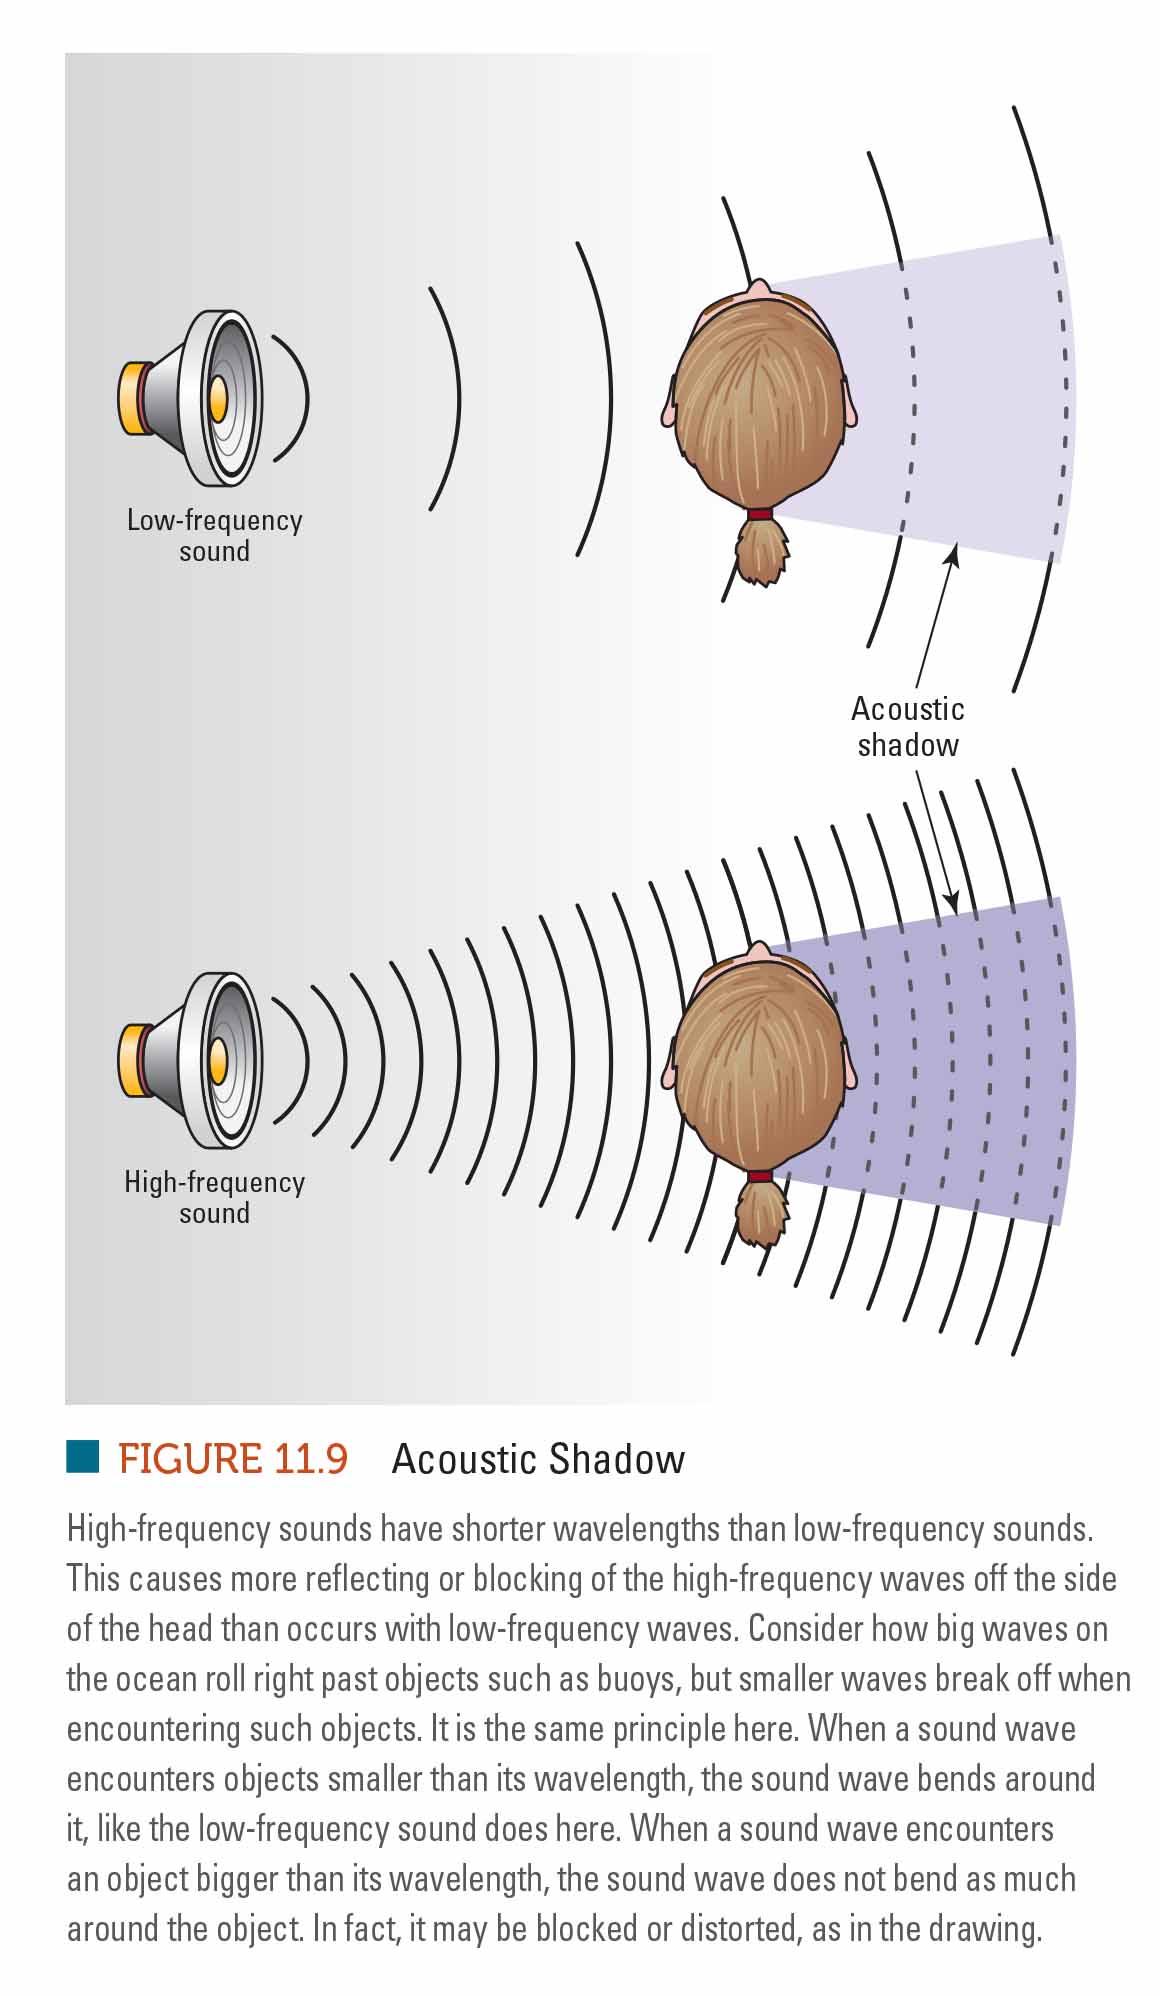 Low-frequency
sound
Acoustic
shadow
High-frequency
sound
FIGURE 11.9 Acoustic Shadow
High-frequency sounds have shorter wavelengths than low-frequency sounds.
This causes more reflecting or blocking of the high-frequency waves off the side
of the head than occurs with low-frequency waves. Consider how big waves on
the ocean roll right past objects such as buoys, but smaller waves break off when
encountering such objects. It is the same principle here. When a sound wave
encounters objects smaller than its wavelength, the sound wave bends around
it, like the low-frequency sound does here. When a sound wave encounters
an object bigger than its wavelength, the sound wave does not bend as much
around the object. In fact, it may be blocked or distorted, as in the drawing.